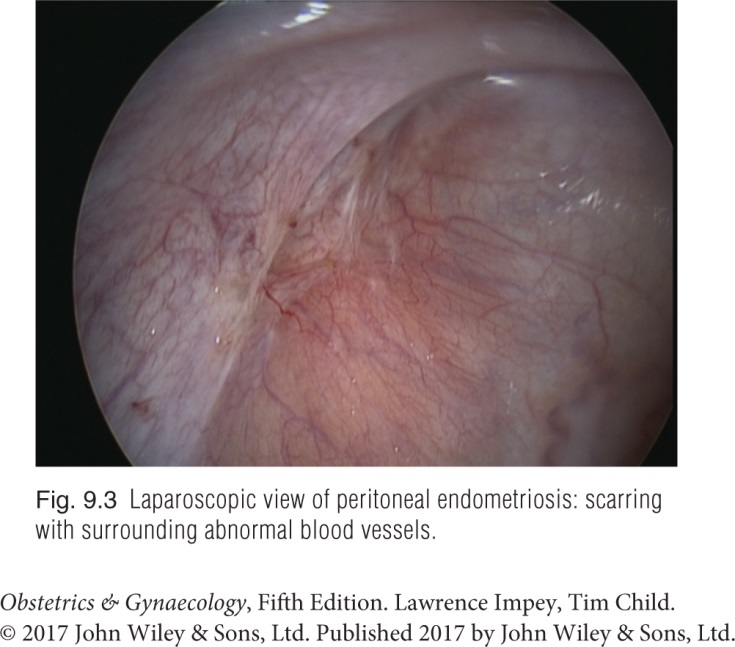 Fig. 9.3 Laparoscopic view of peritoneal endometriosis: scarring
with surrounding abnormal blood vessels.
Obstetrics & Gynaecology, Fifth Edition. Lawrence Impey, Tim Child.
© 2017 John Wiley & Sons, Ltd. Published 2017 by John Wiley & Sons, Ltd.